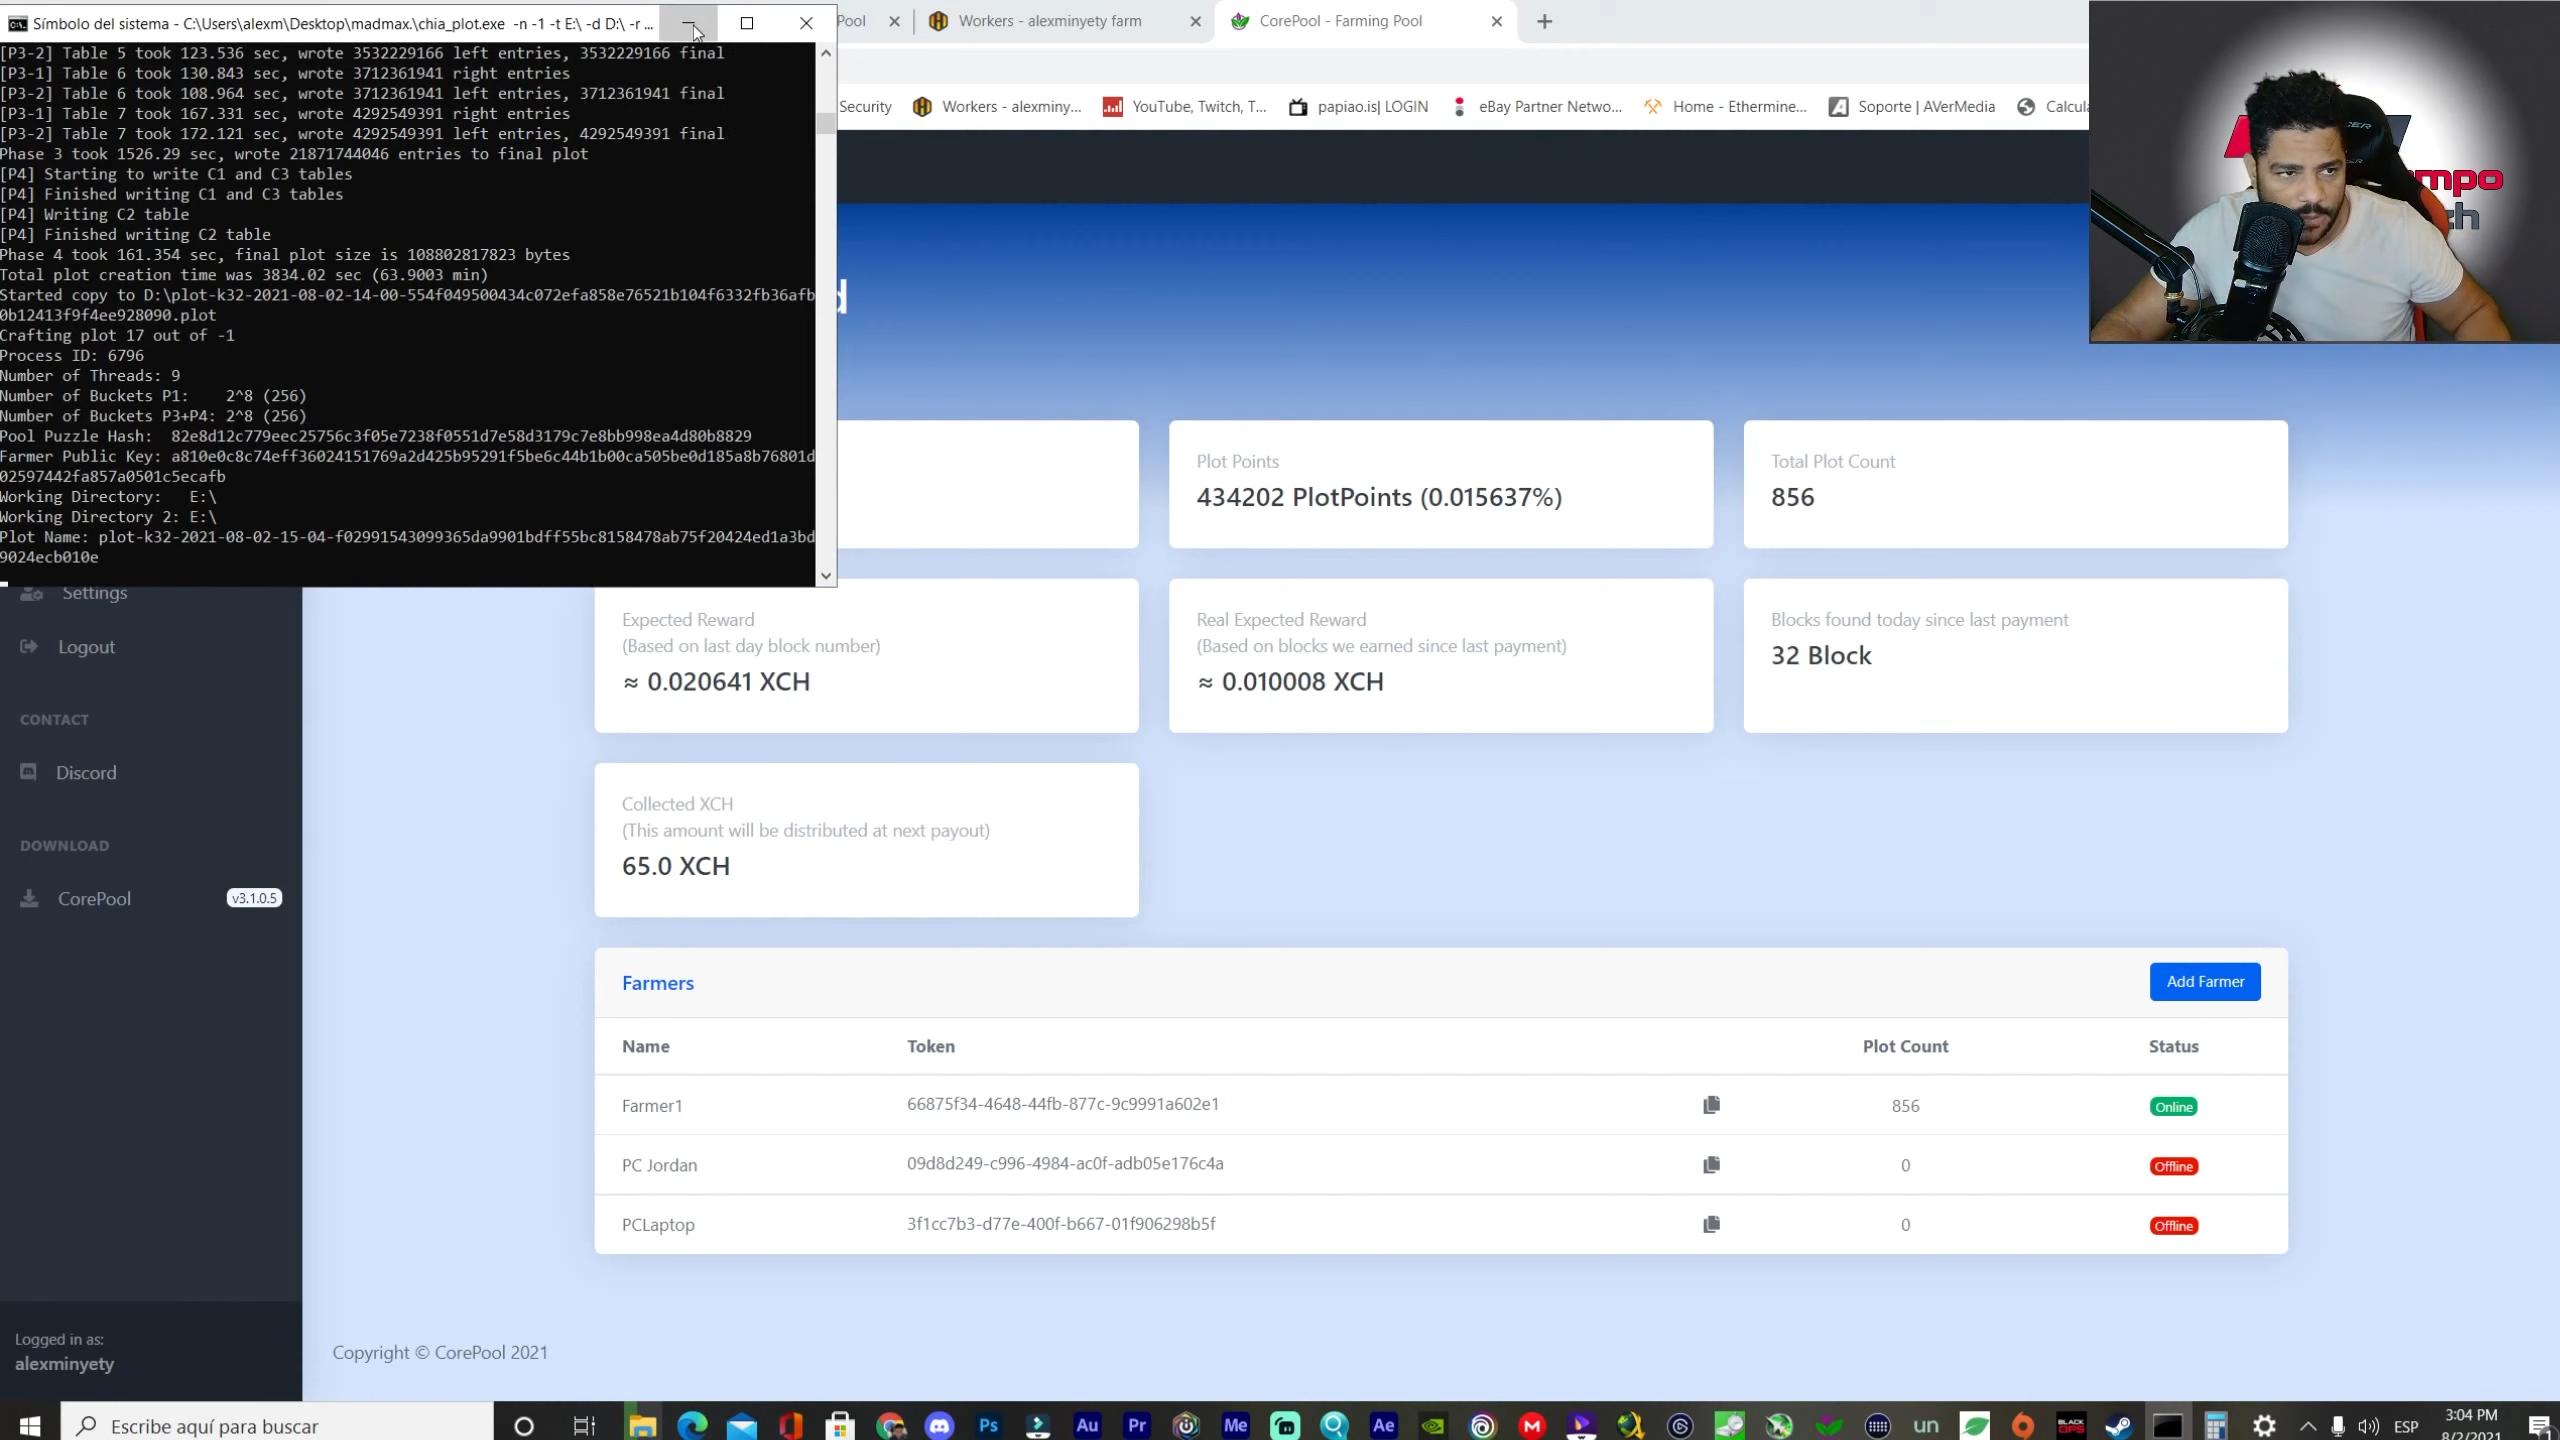 Símbolo del sistema - C:\Users\alexm\Desktop\madmax.\chia_plot.exe -n -1 -t E:\ -d D:\ -r ...
Pool
Workers - alexminyety farm
CorePool - Farming Pool
Security
Workers - alexminy...
YouTube, Twitch, T...
papiao.is| LOGIN
eBay Partner Netwo...
Home - Ethermine...
Soporte | AVerMedia
Calcula
[P3-2] Table 5 took 123.536 sec, wrote 3532229166 left entries, 3532229166 final
[P3-1] Table 6 took 130.843 sec, wrote 3712361941 right entries
[P3-2] Table 6 took 108.964 sec, wrote 3712361941 left entries, 3712361941 final
[P3-1] Table 7 took 167.331 sec, wrote 4292549391 right entries
[P3-2] Table 7 took 172.121 sec, wrote 4292549391 left entries, 4292549391 final
Phase 3 took 1526.29 sec, wrote 21871744046 entries to final plot
[P4] Starting to write C1 and C3 tables
[P4] Finished writing C1 and C3 tables
[P4] Writing C2 table
[P4] Finished writing C2 table
Phase 4 took 161.354 sec, final plot size is 108802817823 bytes
Total plot creation time was 3834.02 sec (63.9003 min)
Started copy to D:\plot-k32-2021-08-02-14-00-554f049500434c072efa858e76521b104f6332fb36afb
0b12413f9f4ee928090.plot
Crafting plot 17 out of -1
Process ID: 6796
Number of Threads: 9
Number of Buckets P1: 2^8 (256)
Number of Buckets P3+P4: 2^8 (256)
Pool Puzzle Hash: 82e8d12c779eec25756c3f05e7238f0551d7e58d3179c7e8bb998ea4d80b8829
Farmer Public Key: a810e0c8c74eff36024151769a2d425b95291f5be6c44b1b00ca505be0d185a8b76801d
02597442fa857a0501c5ecafb
Working Directory: E:\
Working Directory 2: E:\
Plot Name: plot-k32-2021-08-02-15-04-f02991543099365da9901bdff55bc8158478ab75f20424ed1a3bd
9024ecb010e
d
mpo
ch
Plot Points
434202 PlotPoints (0.015637%)
Total Plot Count
856
Expected Reward
(Based on last day block number)
≈ 0.020641 XCH
Real Expected Reward
(Based on blocks we earned since last payment)
≈ 0.010008 XCH
Blocks found today since last payment
32 Block
Collected XCH
(This amount will be distributed at next payout)
65.0 XCH
Settings
Logout
CONTACT
Discord
DOWNLOAD
CorePool v3.1.0.5
Farmers
Add Farmer
Name Token Plot Count Status
Farmer1 66875f34-4648-44fb-877c-9c9991a602e1 856 Online
PC Jordan 09d8d249-c996-4984-ac0f-adb05e176c4a 0 Offline
PCLaptop 3f1cc7b3-d77e-400f-b667-01f906298b5f 0 Offline
Logged in as:
alexminyety
Copyright © CorePool 2021
Escribe aquí para buscar
Ps
Au
Pr
Me
Ae
un
BLACK OPS
ESP
3:04 PM
8/2/2021